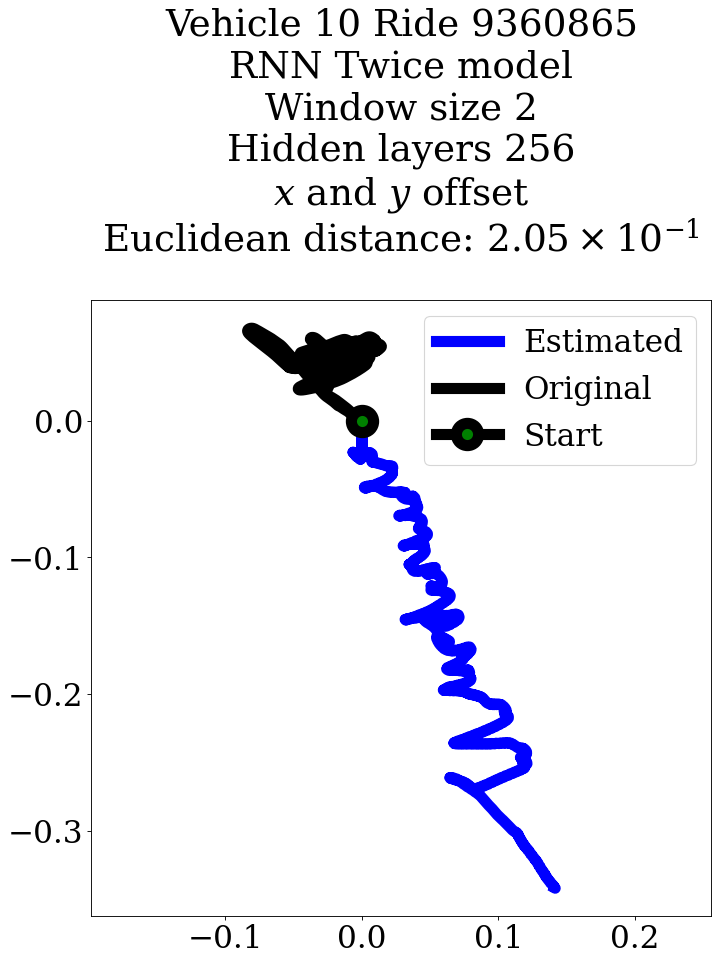 Vehicle 10 Ride 9360865
RNN Twice model
Window size 2
Hidden layers 256
x and y offset
Euclidean distance: 2.05 × 10⁻¹
Estimated
Original
Start
0.0
−0.1
−0.2
−0.3
−0.1 0.0 0.1 0.2